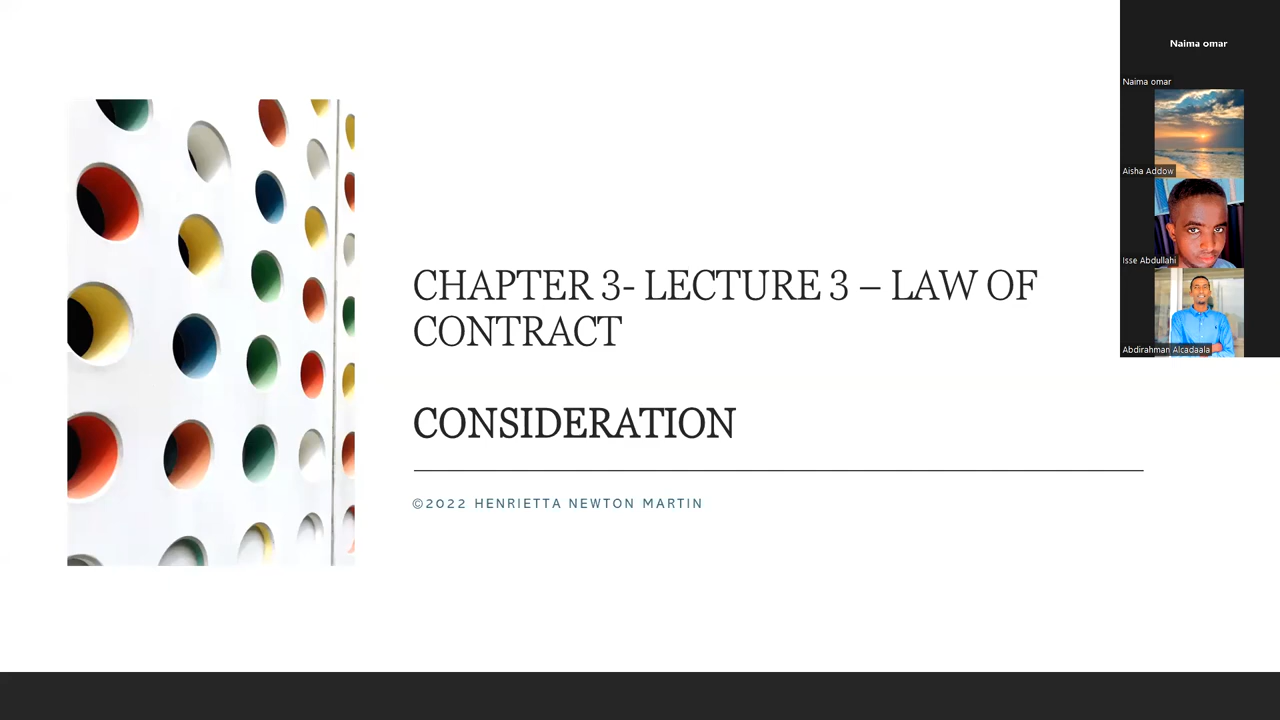 CHAPTER 3- LECTURE 3 – LAW OF
CONTRACT
CONSIDERATION
©2022 HENRIETTA NEWTON MARTIN
Naima omar
Naima omar
Aisha Addow
Isse Abdullahi
Abdirahman Alcadaala